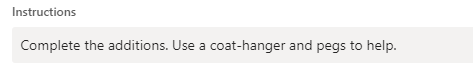 Instructions
Complete the additions. Use a coat-hanger and pegs to help.